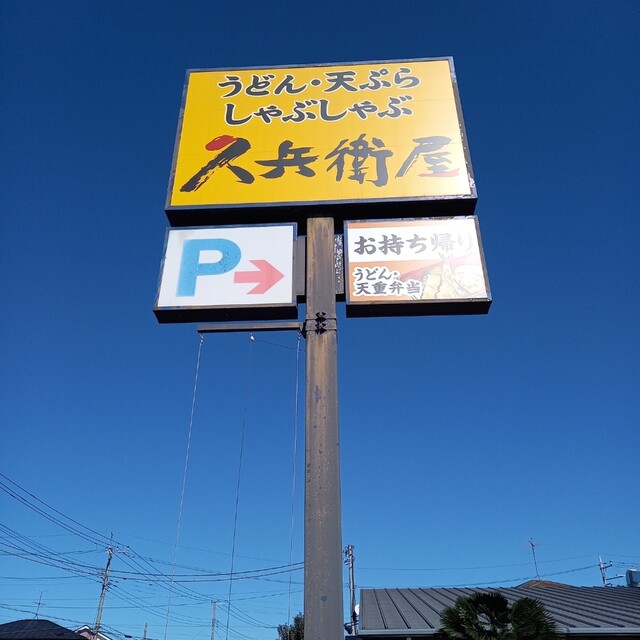 うどん・天ぷら
しゃぶしゃぶ
久兵衛屋
P
お持ち帰り
うどん・
天重弁当